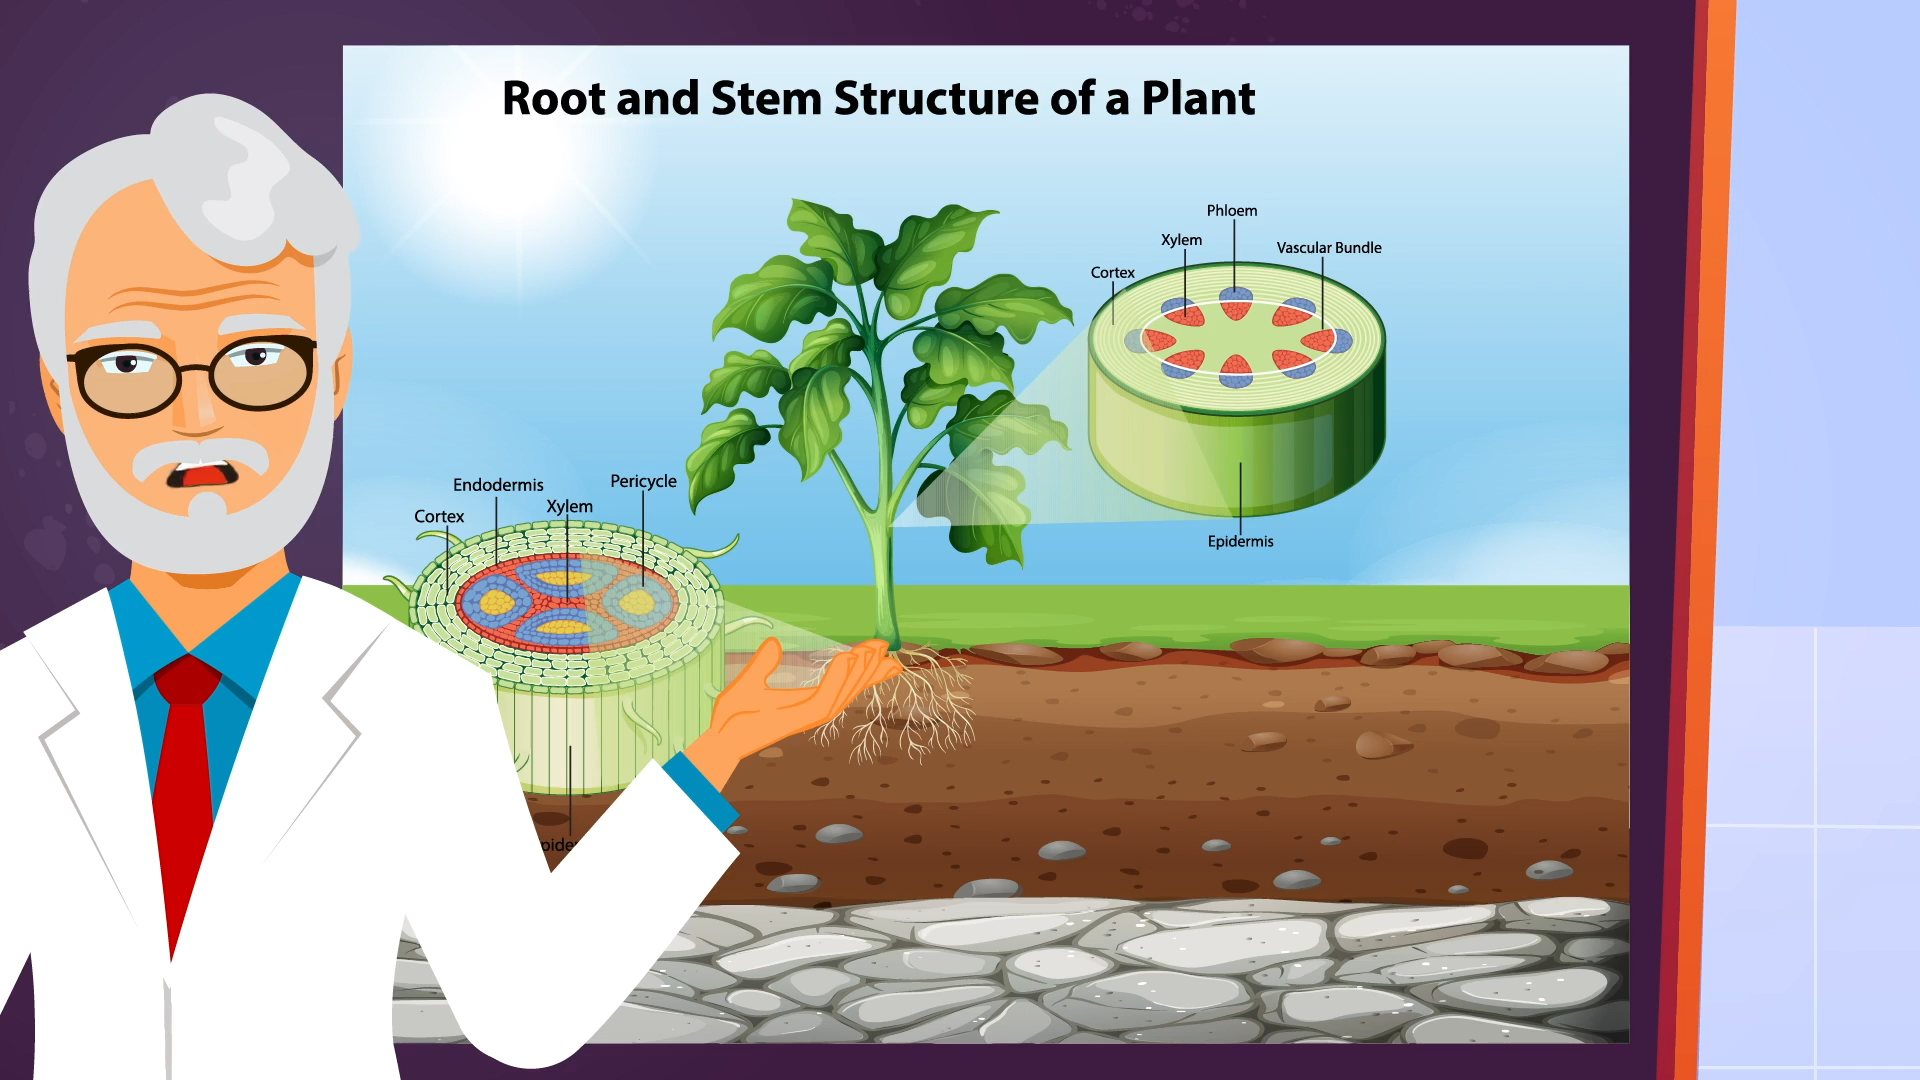 Root and Stem Structure of a Plant
Phloem
Xylem
Vascular Bundle
Cortex
Epidermis
Endodermis
Pericycle
Xylem
Cortex